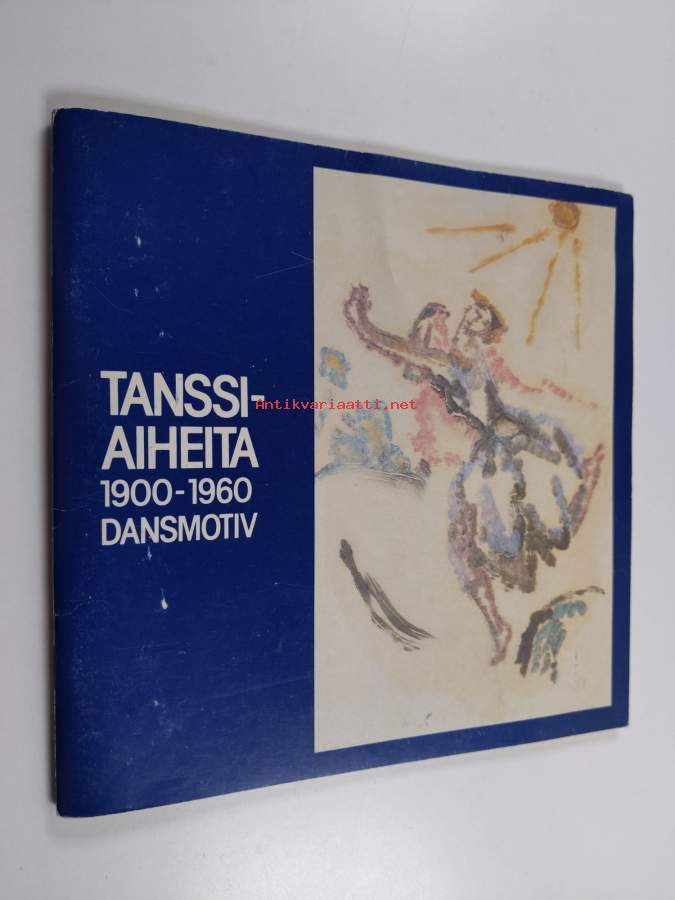 TANSSI-
AIHEITA
1900-1960
DANSMOTIV
Antikvariaatti.net